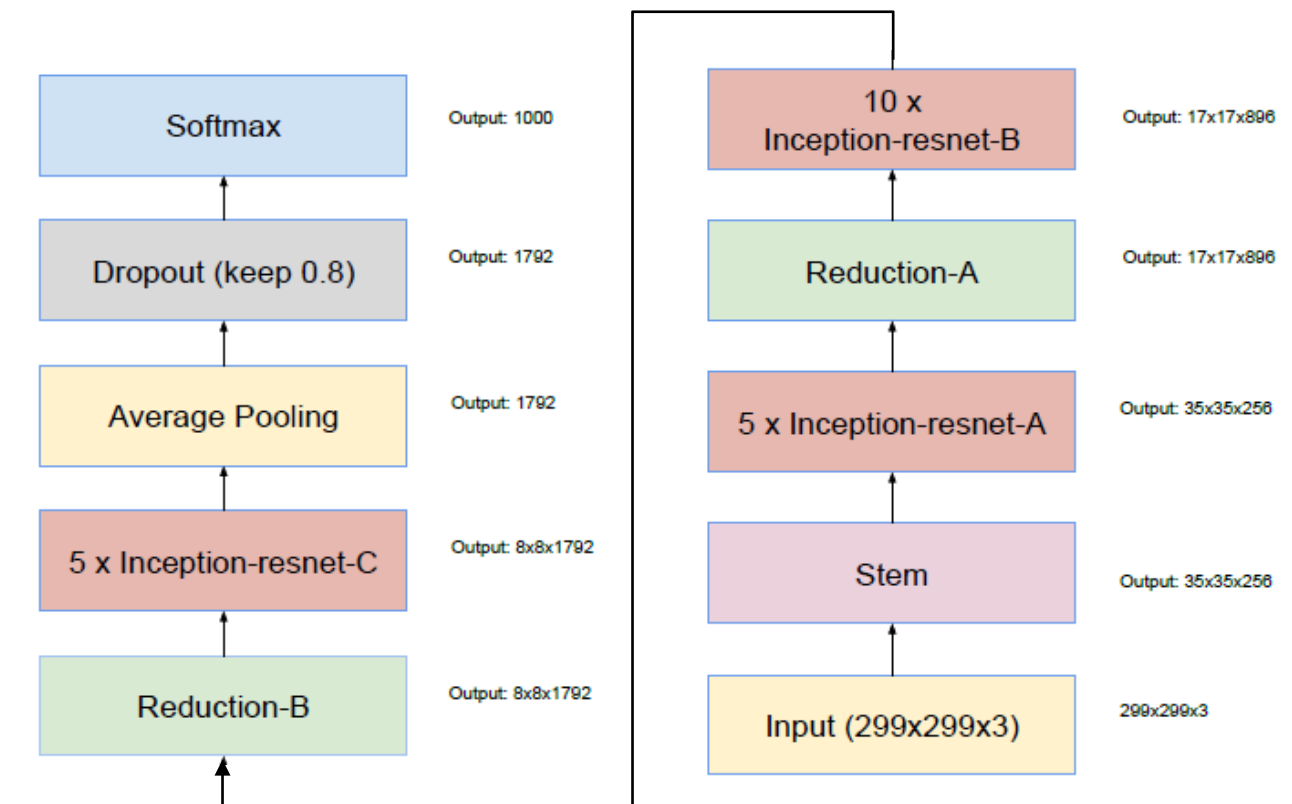 Softmax
Output: 1000
Dropout (keep 0.8)
Output: 1792
Average Pooling
Output: 1792
5 x Inception-resnet-C
Output: 8x8x1792
Reduction-B
Output: 8x8x1792
10 x
Inception-resnet-B
Output: 17x17x896
Reduction-A
Output: 17x17x896
5 x Inception-resnet-A
Output: 35x35x256
Stem
Output: 35x35x256
Input (299x299x3)
299x299x3